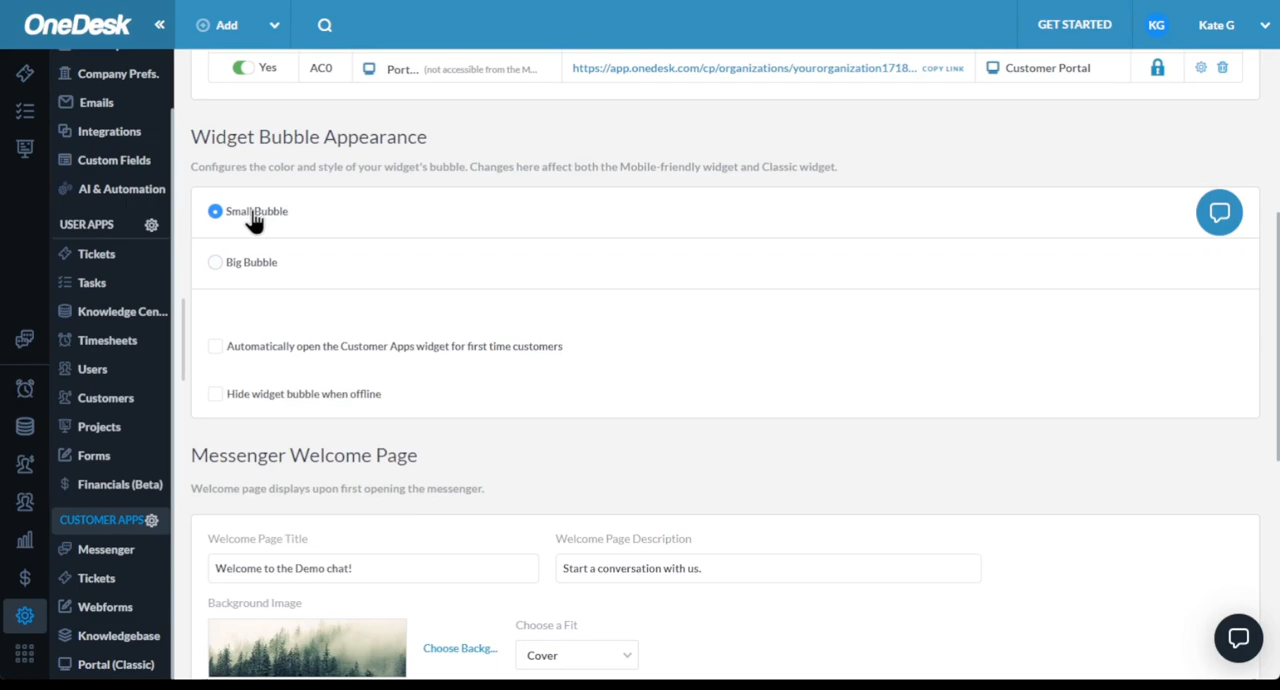 OneDesk
«
Add
GET STARTED
KG
Kate G
Company Prefs.
Emails
Integrations
Custom Fields
AI & Automation
USER APPS
Tickets
Tasks
Knowledge Cen...
Timesheets
Users
Customers
Projects
Forms
Financials (Beta)
CUSTOMER APPS
Messenger
Tickets
Webforms
Knowledgebase
Portal (Classic)
Yes
AC0
Port... (not accessible from the M...
https://app.onedesk.com/cp/organizations/yourorganization1718... COPY LINK
Customer Portal
Widget Bubble Appearance
Configures the color and style of your widget's bubble. Changes here affect both the Mobile-friendly widget and Classic widget.
Small Bubble
Big Bubble
Automatically open the Customer Apps widget for first time customers
Hide widget bubble when offline
Messenger Welcome Page
Welcome page displays upon first opening the messenger.
Welcome Page Title
Welcome Page Description
Welcome to the Demo chat!
Start a conversation with us.
Background Image
Choose Backg...
Choose a Fit
Cover